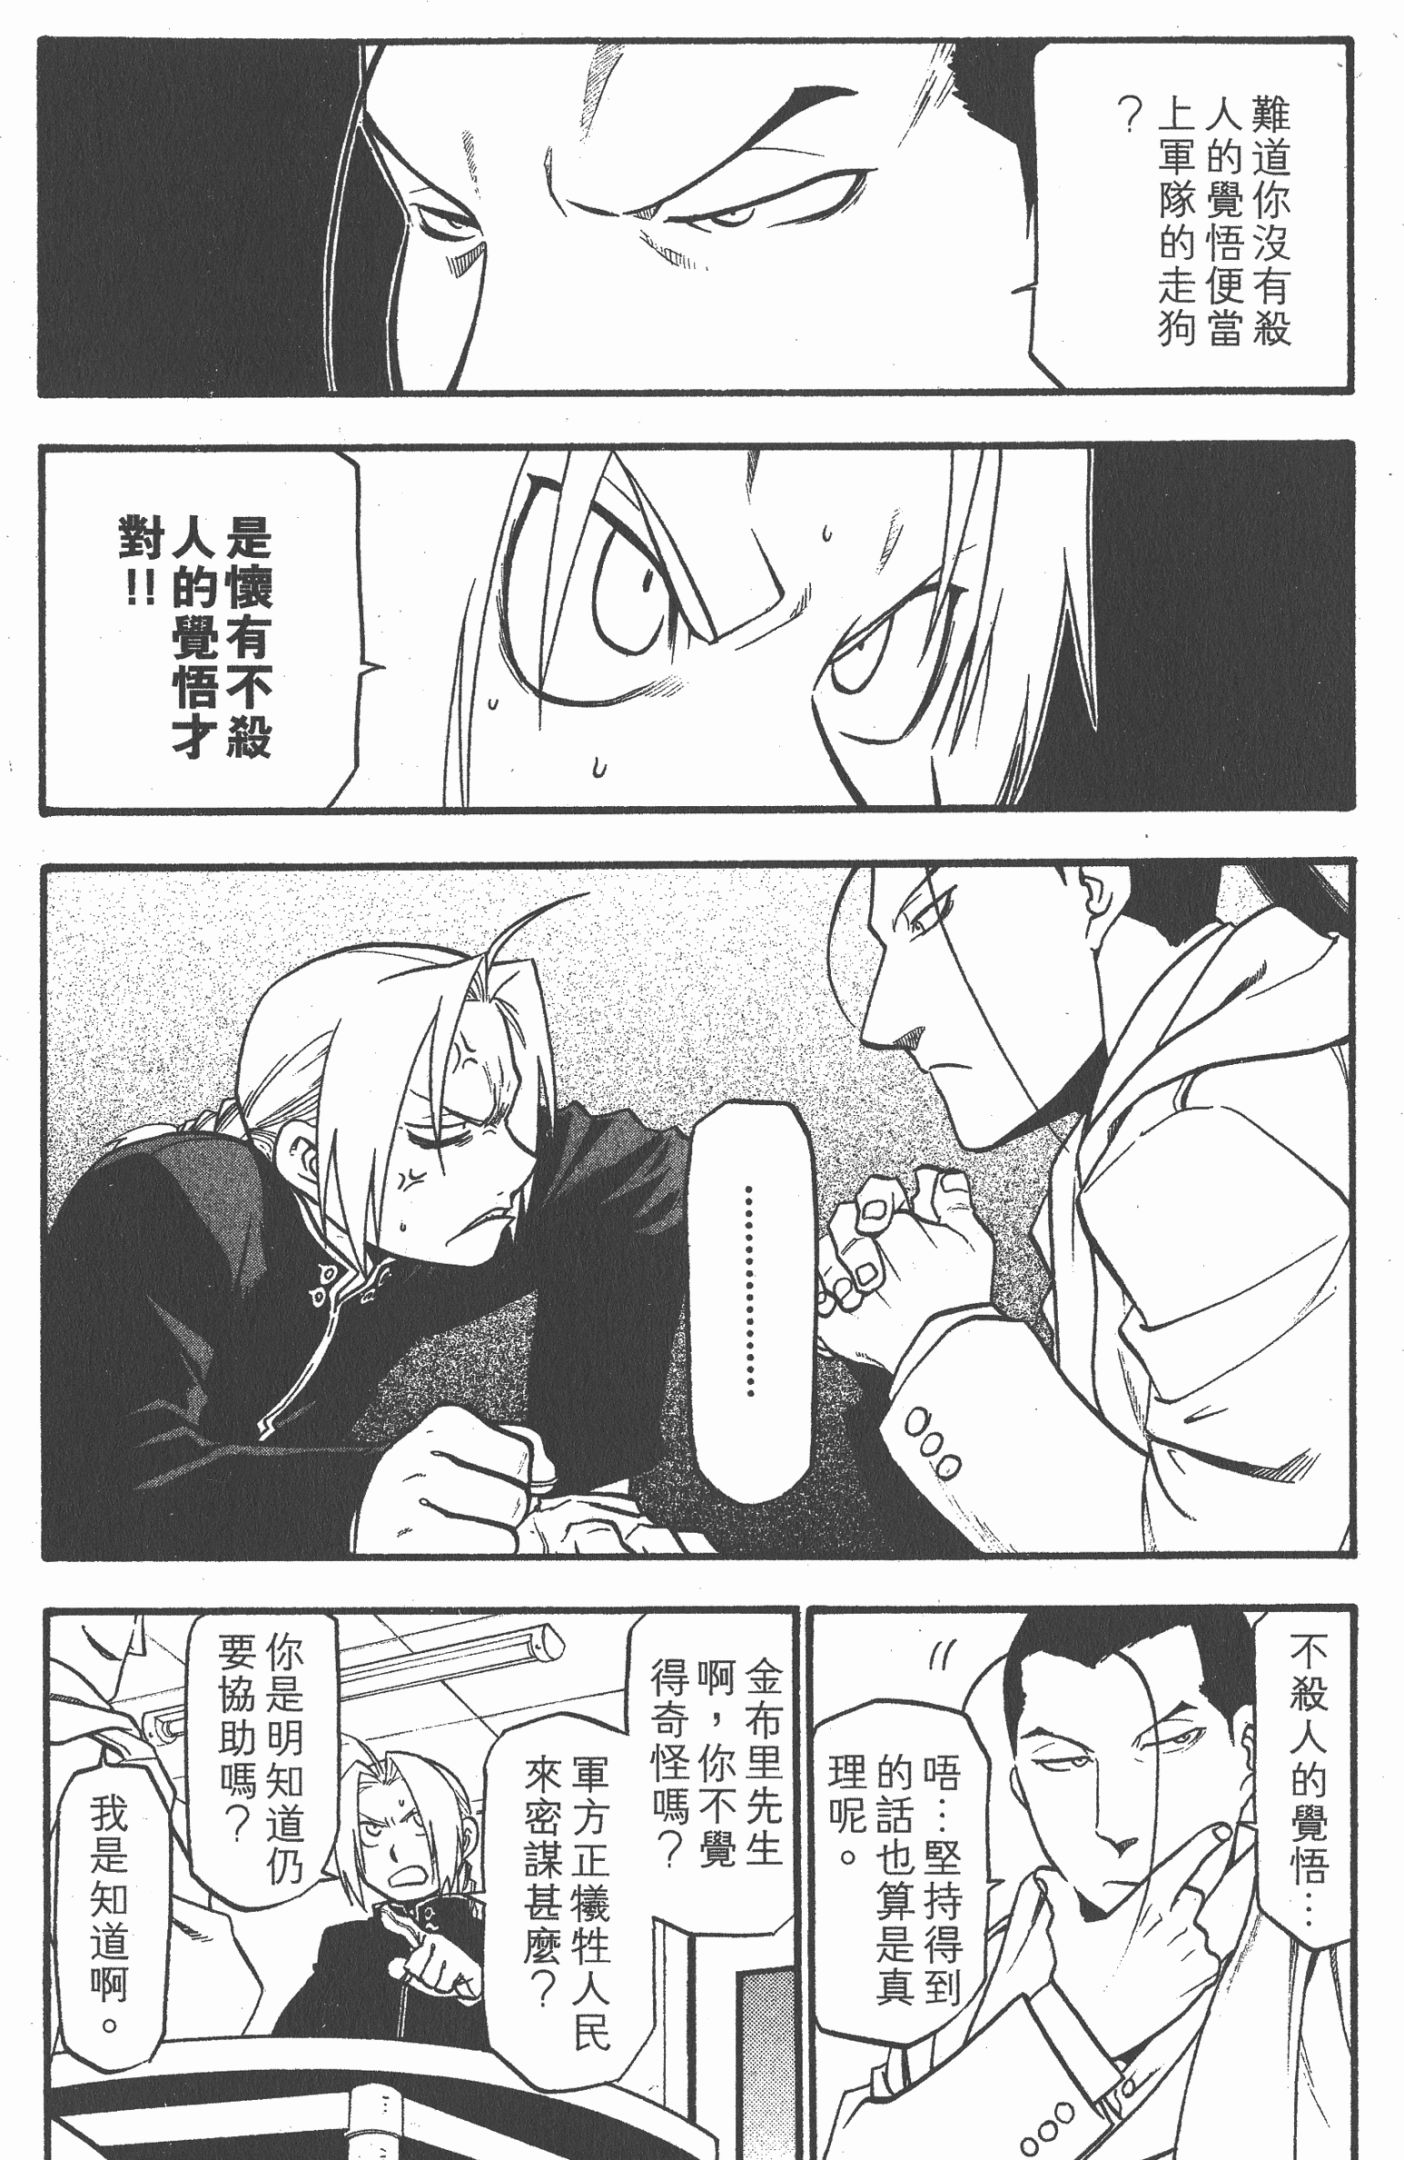 難道你沒有殺
人的覺悟便當
上軍隊的走狗
？
是懷有不殺
人的覺悟才
對！！
…………
不殺人的覺悟…
唔…堅持得到
的話也算是真
理呢。
金布里先生
啊，你不覺
得奇怪嗎？
軍方正犧牲人民
來密謀甚麼？
你是明知道仍
要協助嗎？
我是知道啊。